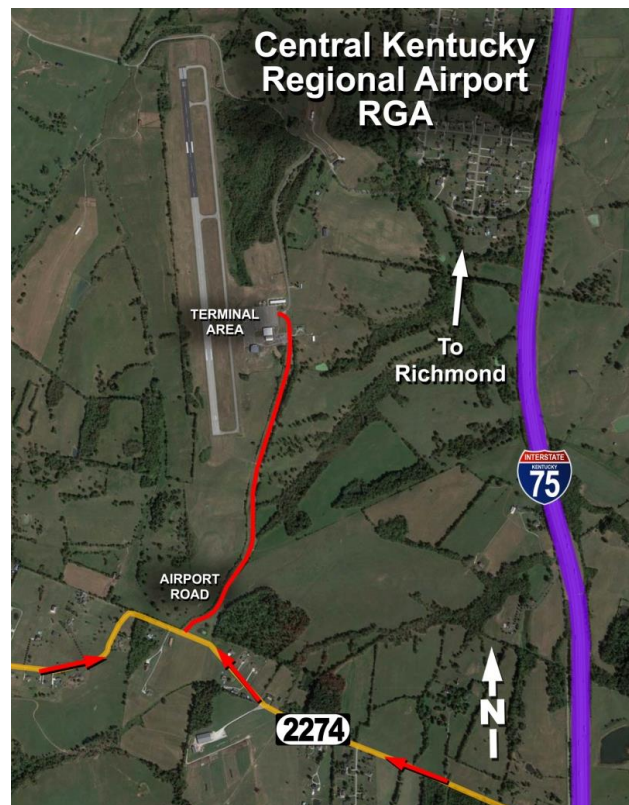 Central Kentucky
Regional Airport
RGA
TERMINAL
AREA
To
Richmond
INTERSTATE
KENTUCKY
75
AIRPORT
ROAD
2274
N